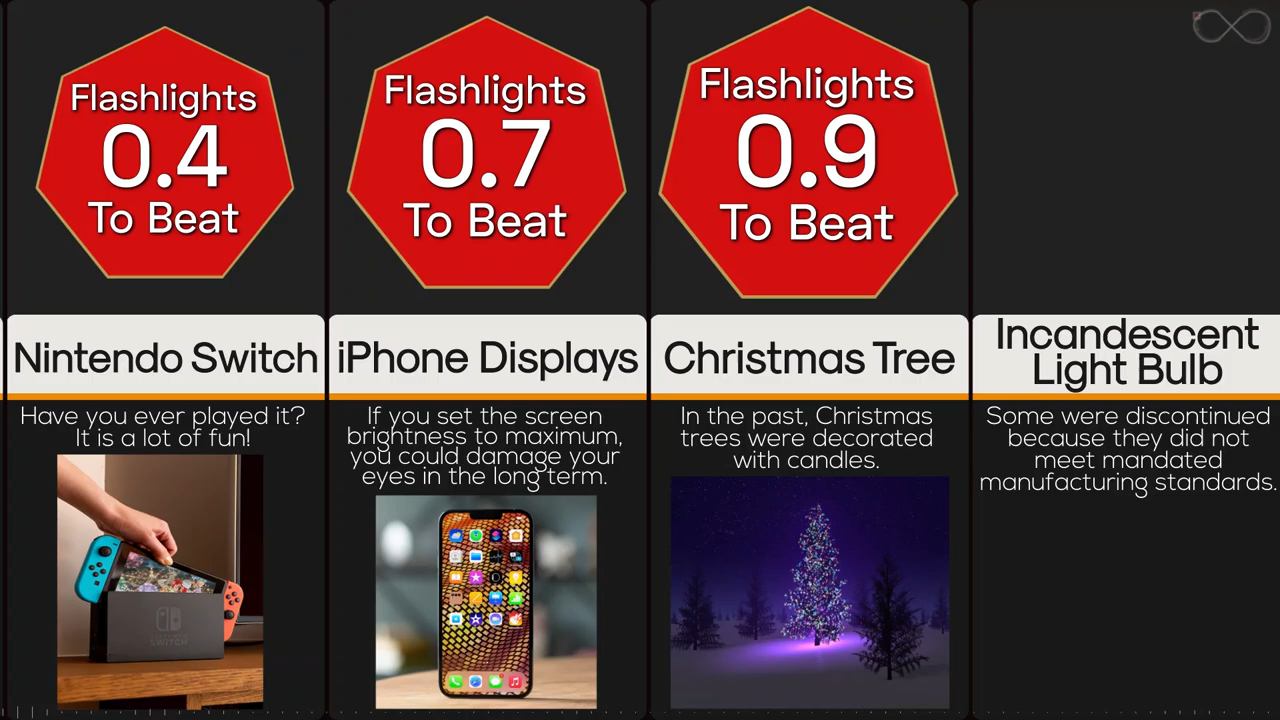 Flashlights
0.4
To Beat
Nintendo Switch
Have you ever played it?
It is a lot of fun!
Flashlights
0.7
To Beat
iPhone Displays
If you set the screen
brightness to maximum,
you could damage your
eyes in the long term.
Flashlights
0.9
To Beat
Christmas Tree
In the past, Christmas
trees were decorated
with candles.
Incandescent
Light Bulb
Some were discontinued
because they did not
meet mandated
manufacturing standards.